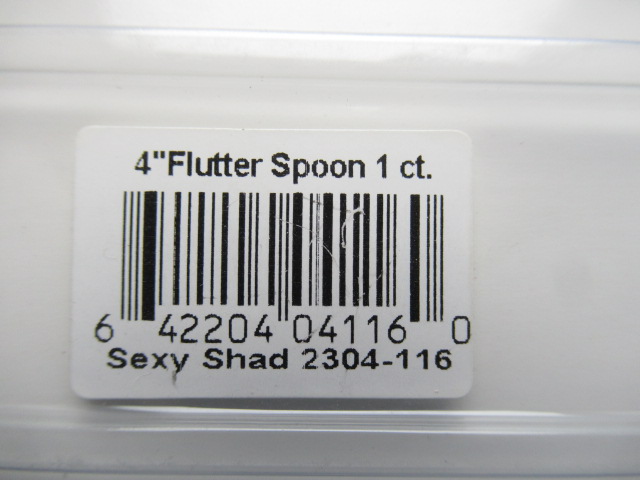 4"Flutter Spoon 1 ct.
6 42204 04116 0
Sexy Shad 2304-116